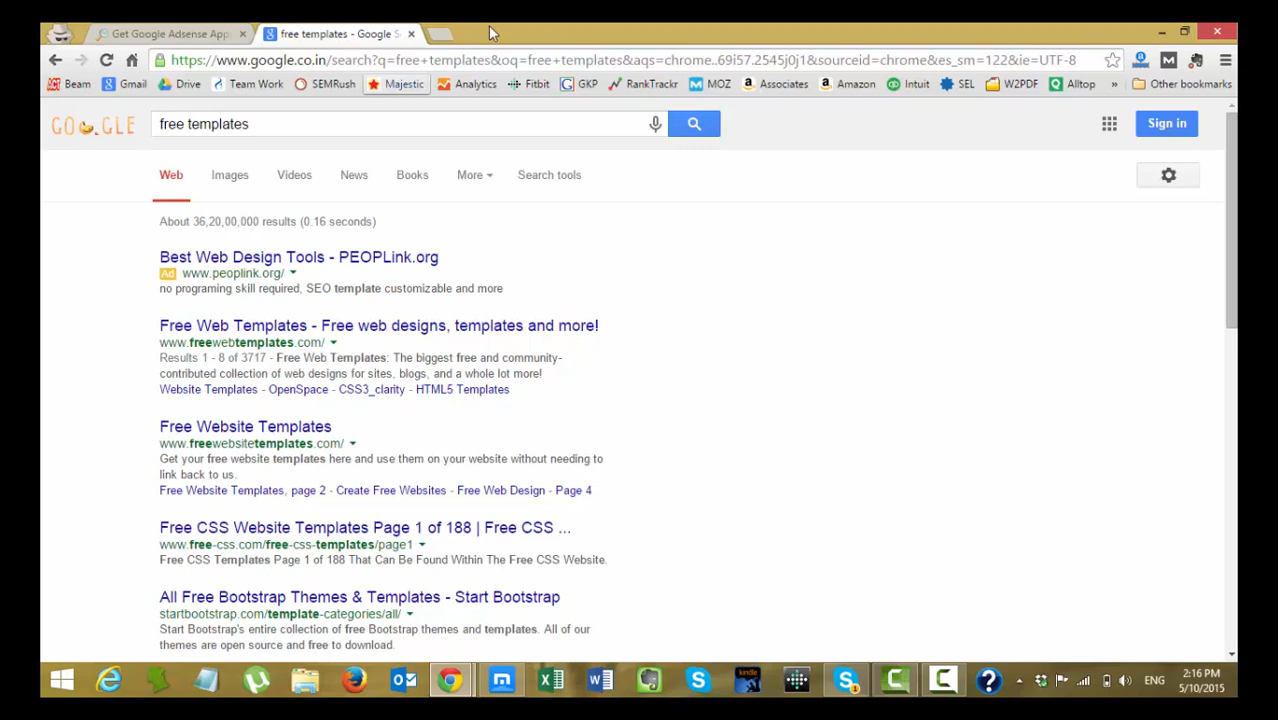 Get Google Adsense App
free templates - Google S
https://www.google.co.in/search?q=free+templates&oq=free+templates&aqs=chrome..69i57.2545j0j1&sourceid=chrome&es_sm=122&ie=UTF-8
Beam Gmail Drive Team Work SEMRush Majestic Analytics Fitbit GKP RankTrackr MOZ Associates Amazon Intuit SEL W2PDF Alltop » Other bookmarks
GOOGLE free templates Sign in
Web Images Videos News Books More Search tools
About 36,20,00,000 results (0.16 seconds)
Best Web Design Tools - PEOPLink.org
Ad www.peoplink.org/
no programing skill required, SEO template customizable and more
Free Web Templates - Free web designs, templates and more!
www.freewebtemplates.com/
Results 1 - 8 of 3717 - Free Web Templates: The biggest free and community-
contributed collection of web designs for sites, blogs, and a whole lot more!
Website Templates - OpenSpace - CSS3_clarity - HTML5 Templates
Free Website Templates
www.freewebsitetemplates.com/
Get your free website templates here and use them on your website without needing to
link back to us.
Free Website Templates, page 2 - Create Free Websites - Free Web Design - Page 4
Free CSS Website Templates Page 1 of 188 | Free CSS ...
www.free-css.com/free-css-templates/page1
Free CSS Templates Page 1 of 188 That Can Be Found Within The Free CSS Website.
All Free Bootstrap Themes & Templates - Start Bootstrap
startbootstrap.com/template-categories/all/
Start Bootstrap's entire collection of free Bootstrap themes and templates. All of our
themes are open source and free to download.
kindle
ENG
2:16 PM
5/10/2015